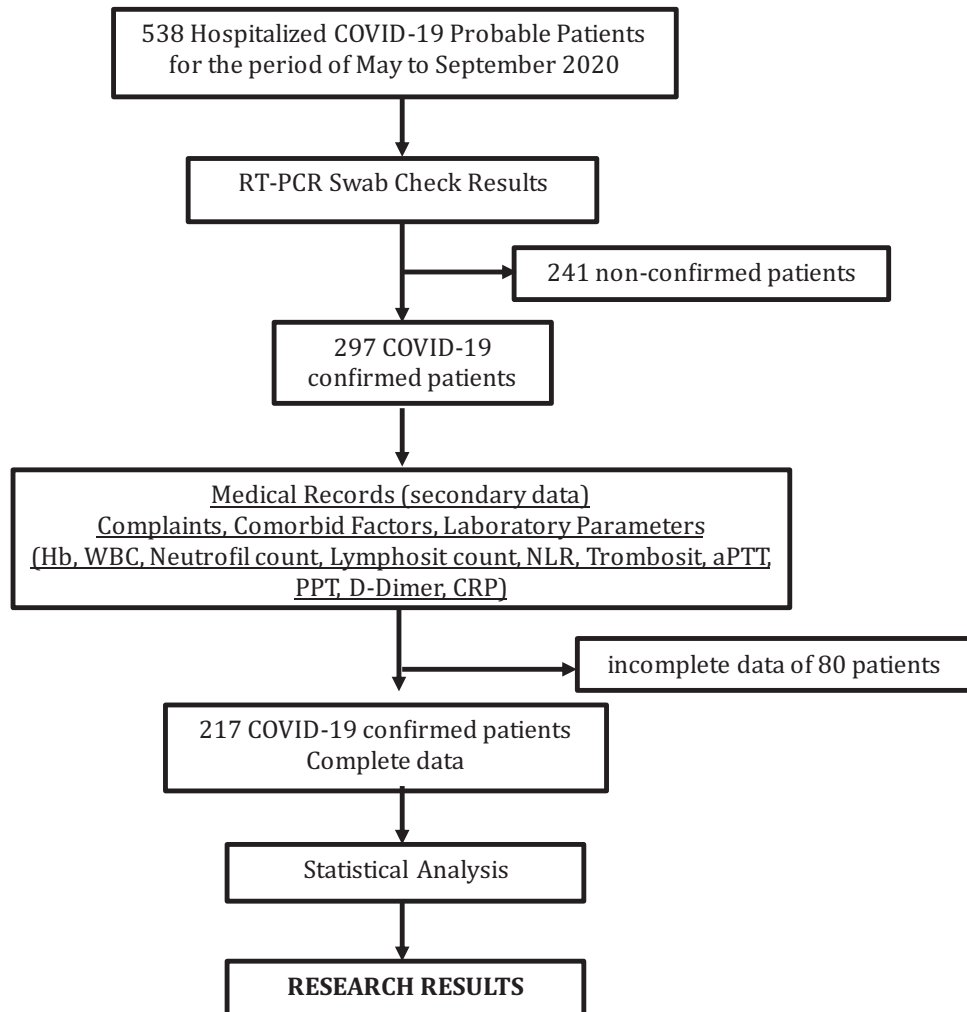 538 Hospitalized COVID-19 Probable Patients
for the period of May to September 2020
RT-PCR Swab Check Results
241 non-confirmed patients
297 COVID-19
confirmed patients
Medical Records (secondary data)
Complaints, Comorbid Factors, Laboratory Parameters
(Hb, WBC, Neutrofil count, Lymphosit count, NLR, Trombosit, aPTT,
PPT, D-Dimer, CRP)
incomplete data of 80 patients
217 COVID-19 confirmed patients
Complete data
Statistical Analysis
RESEARCH RESULTS